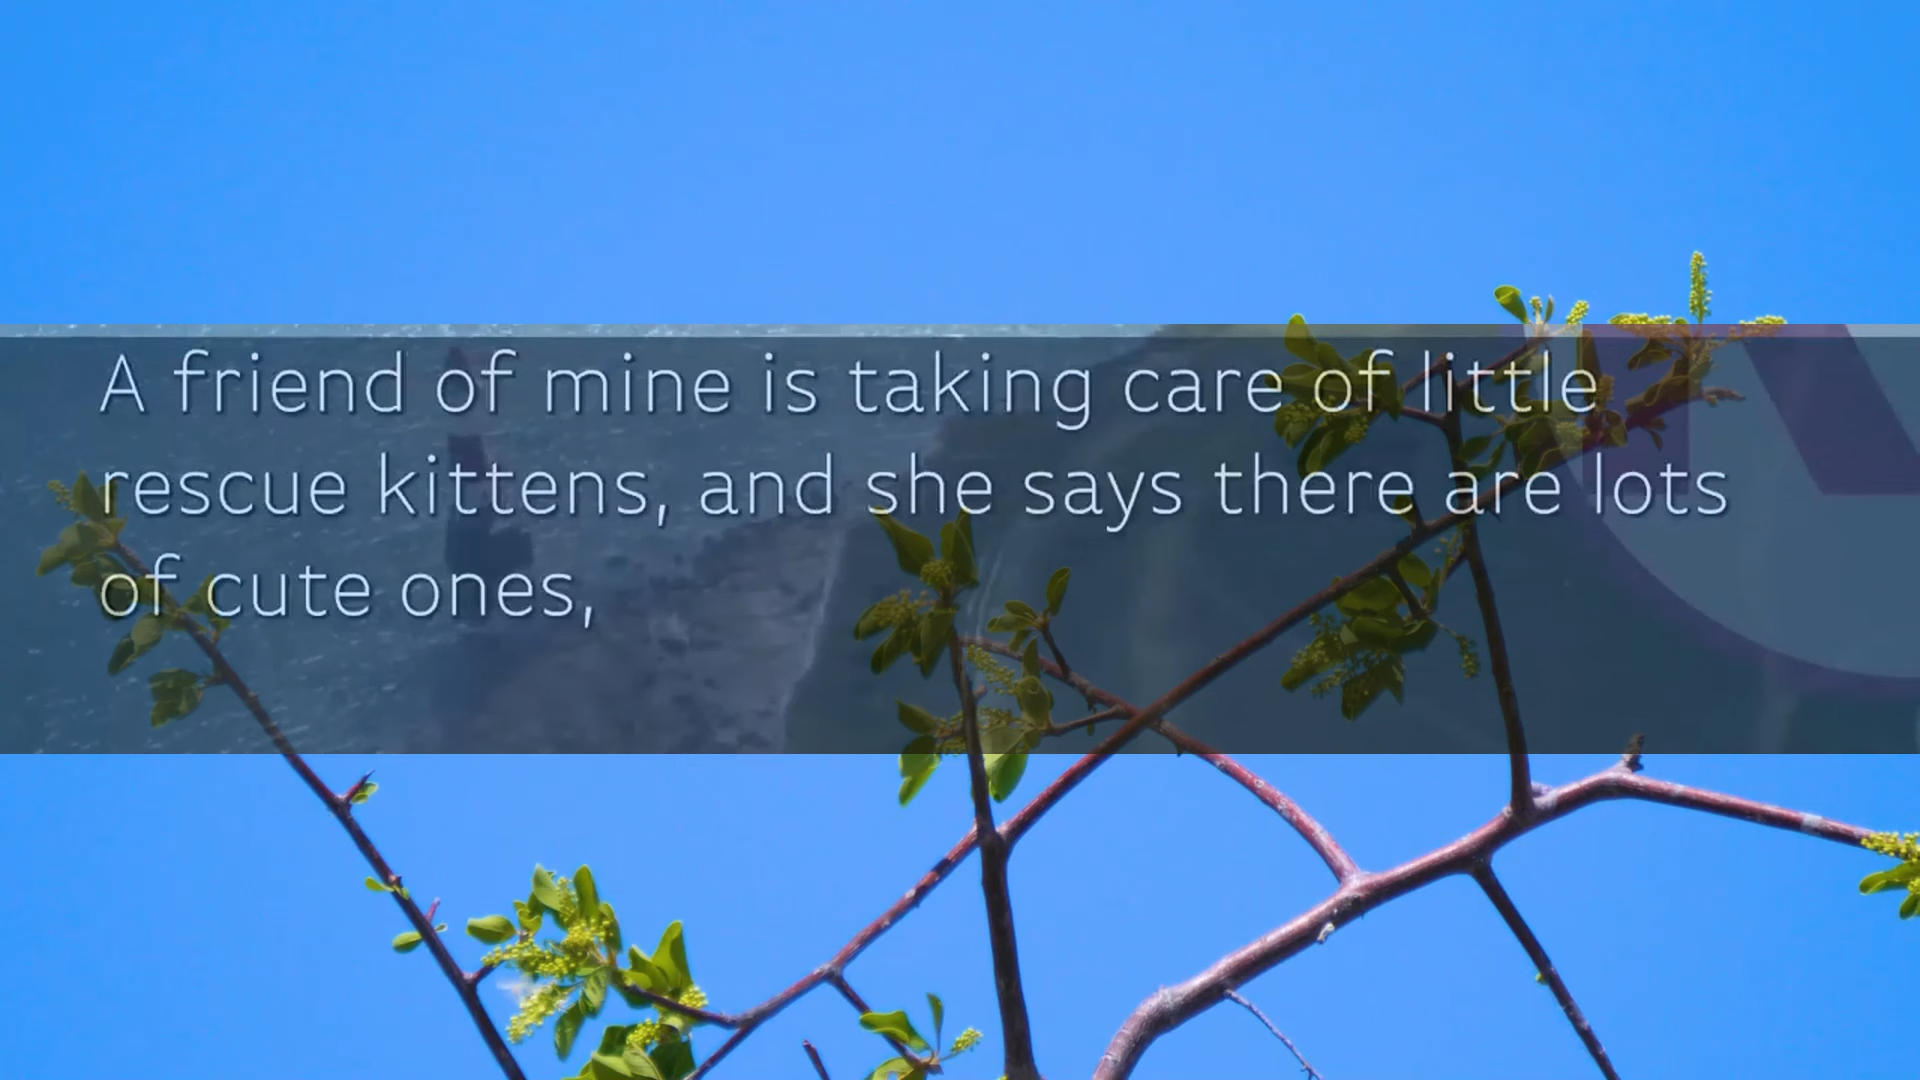 A friend of mine is taking care of little
rescue kittens, and she says there are lots
of cute ones,